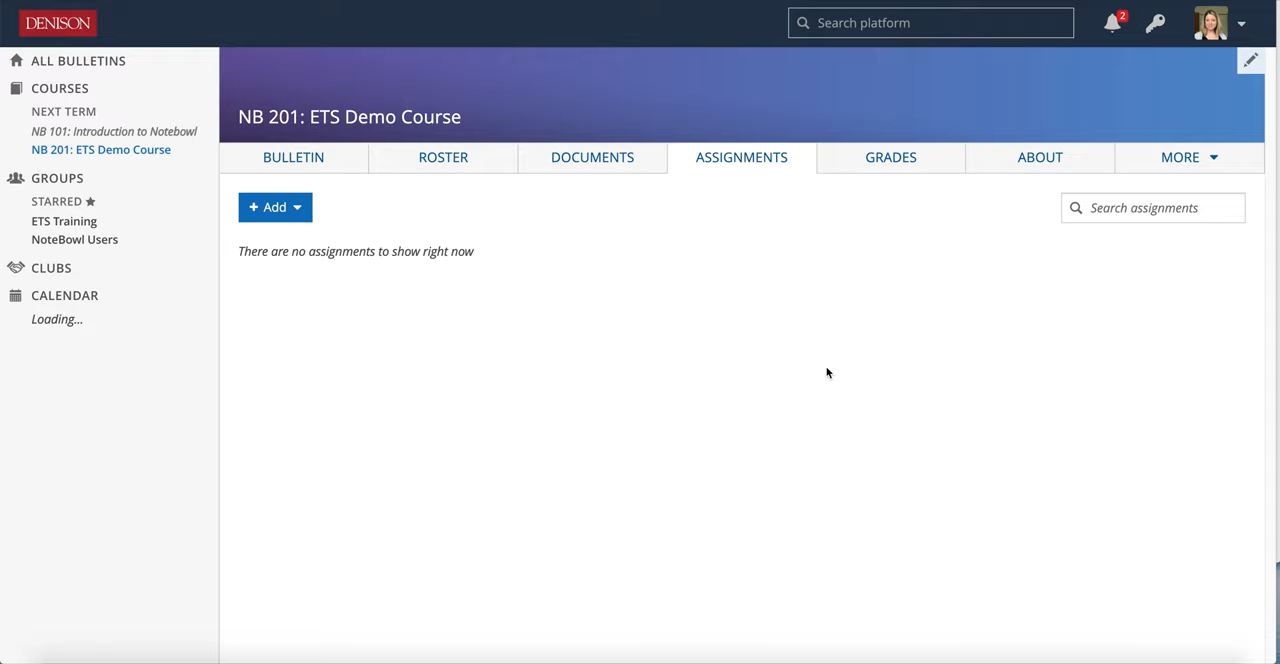 DENISON
Search platform
2
ALL BULLETINS
COURSES
NEXT TERM
NB 101: Introduction to Notebowl
NB 201: ETS Demo Course
GROUPS
STARRED
ETS Training
NoteBowl Users
CLUBS
CALENDAR
Loading...
NB 201: ETS Demo Course
BULLETIN
ROSTER
DOCUMENTS
ASSIGNMENTS
GRADES
ABOUT
MORE
+ Add
Search assignments
There are no assignments to show right now